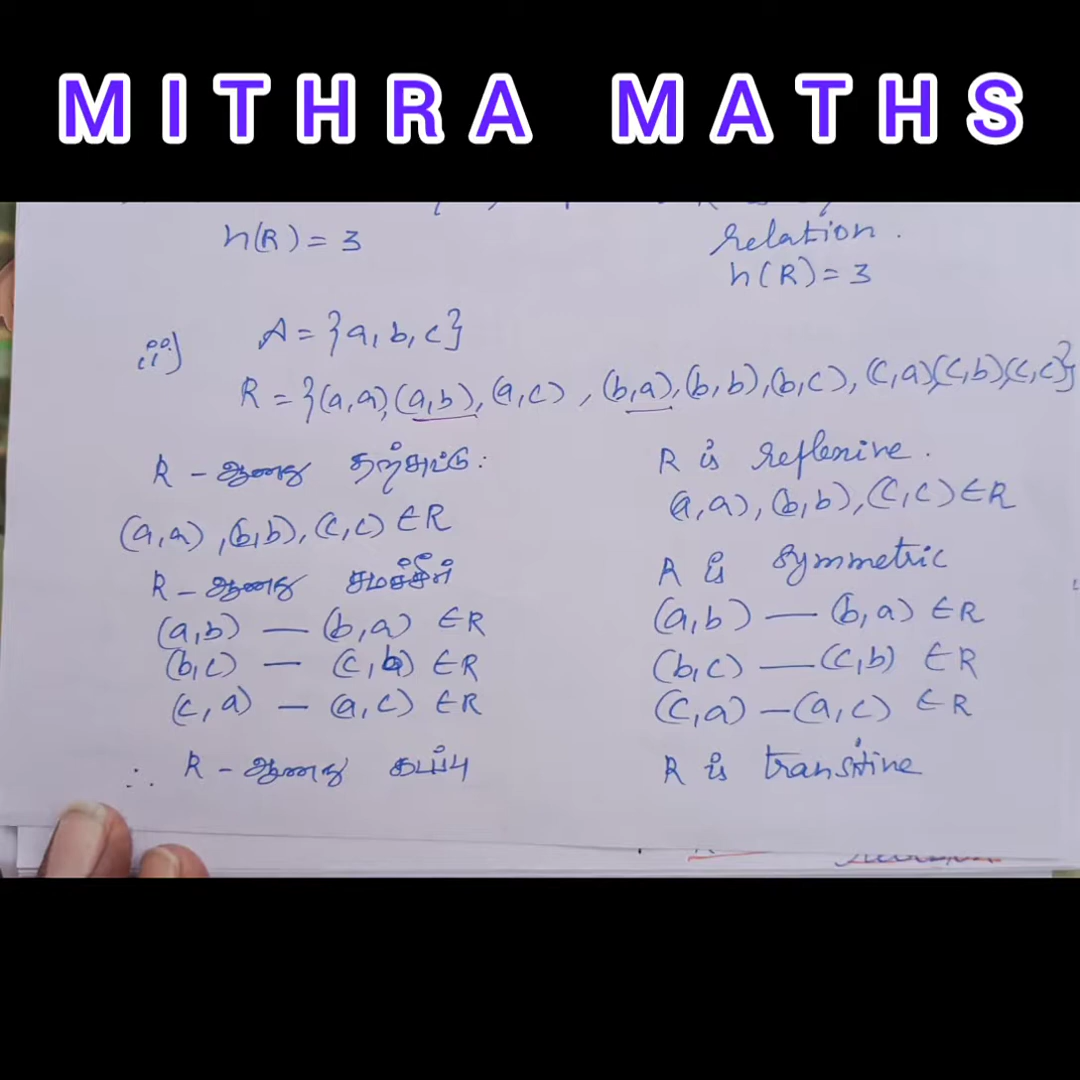 MITHRA MATHS
n(R) = 3
relation.
n(R) = 3
ii) A = {a, b, c}
R = {(a,a), (a,b), (a,c), (b,a), (b,b), (b,c), (c,a)(c,b)(c,c)}
R - ஆனது தற்சுட்டு.
(a,a), (b,b), (c,c) ∈ R
R - ஆனது சமச்சீர்
(a,b) — (b,a) ∈ R
(b,c) — (c,b) ∈ R
(c,a) — (a,c) ∈ R
∴ R - ஆனது கடப்பு
R is reflexive.
(a,a), (b,b), (c,c) ∈ R
R is symmetric
(a,b) — (b,a) ∈ R
(b,c) — (c,b) ∈ R
(c,a) — (a,c) ∈ R
R is transitive